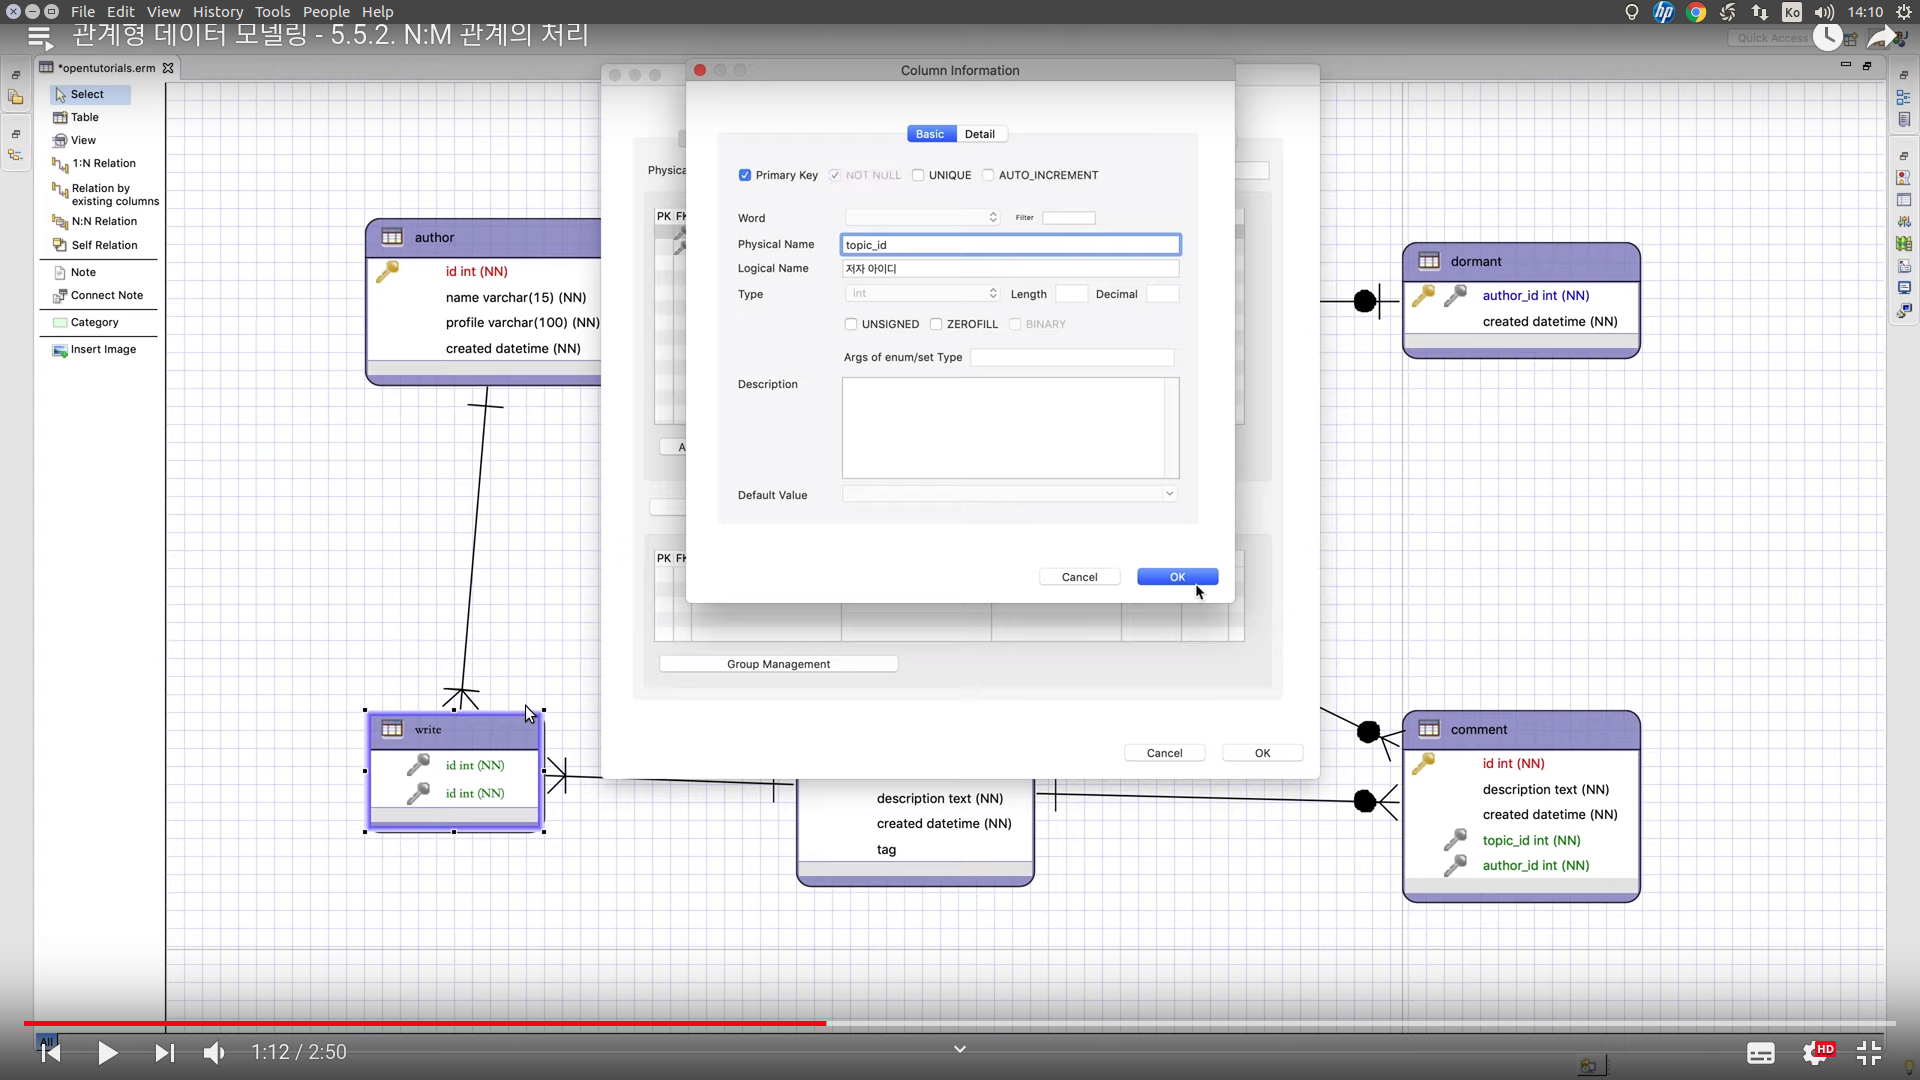 File Edit View History Tools People Help
Ko 14:10
관계형 데이터 모델링 - 5.5.2. N:M 관계의 처리
Quick Access
*opentutorials.erm
Select
Table
View
1:N Relation
Relation by
existing columns
N:N Relation
Self Relation
Note
Connect Note
Category
Insert Image
author
id int (NN)
name varchar(15) (NN)
profile varchar(100) (NN)
created datetime (NN)
write
id int (NN)
id int (NN)
Physica
PK FK
A
PK FK
Group Management
Cancel OK
Column Information
Basic Detail
Primary Key NOT NULL UNIQUE AUTO_INCREMENT
Word Filter
Physical Name topic_id
Logical Name 저자 아이디
Type int Length Decimal
UNSIGNED ZEROFILL BINARY
Args of enum/set Type
Description
Default Value
Cancel OK
description text (NN)
created datetime (NN)
tag
dormant
author_id int (NN)
created datetime (NN)
comment
id int (NN)
description text (NN)
created datetime (NN)
topic_id int (NN)
author_id int (NN)
All
1:12 / 2:50
HD